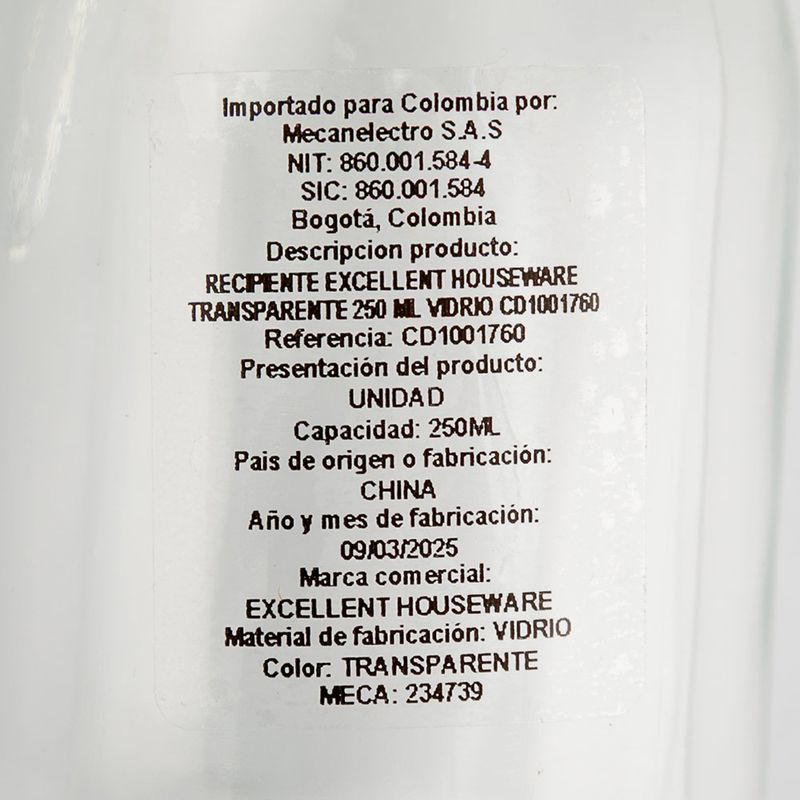 Importado para Colombia por:
Mecanelectro S.A.S
NIT: 860.001.584-4
SIC: 860.001.584
Bogotá, Colombia
Descripcion producto:
RECIPIENTE EXCELLENT HOUSEWARE
TRANSPARENTE 250 ML VIDRIO CD1001760
Referencia: CD1001760
Presentación del producto:
UNIDAD
Capacidad: 250ML
Pais de origen o fabricación:
CHINA
Año y mes de fabricación:
09/03/2025
Marca comercial:
EXCELLENT HOUSEWARE
Material de fabricación: VIDRIO
Color: TRANSPARENTE
MECA: 234739